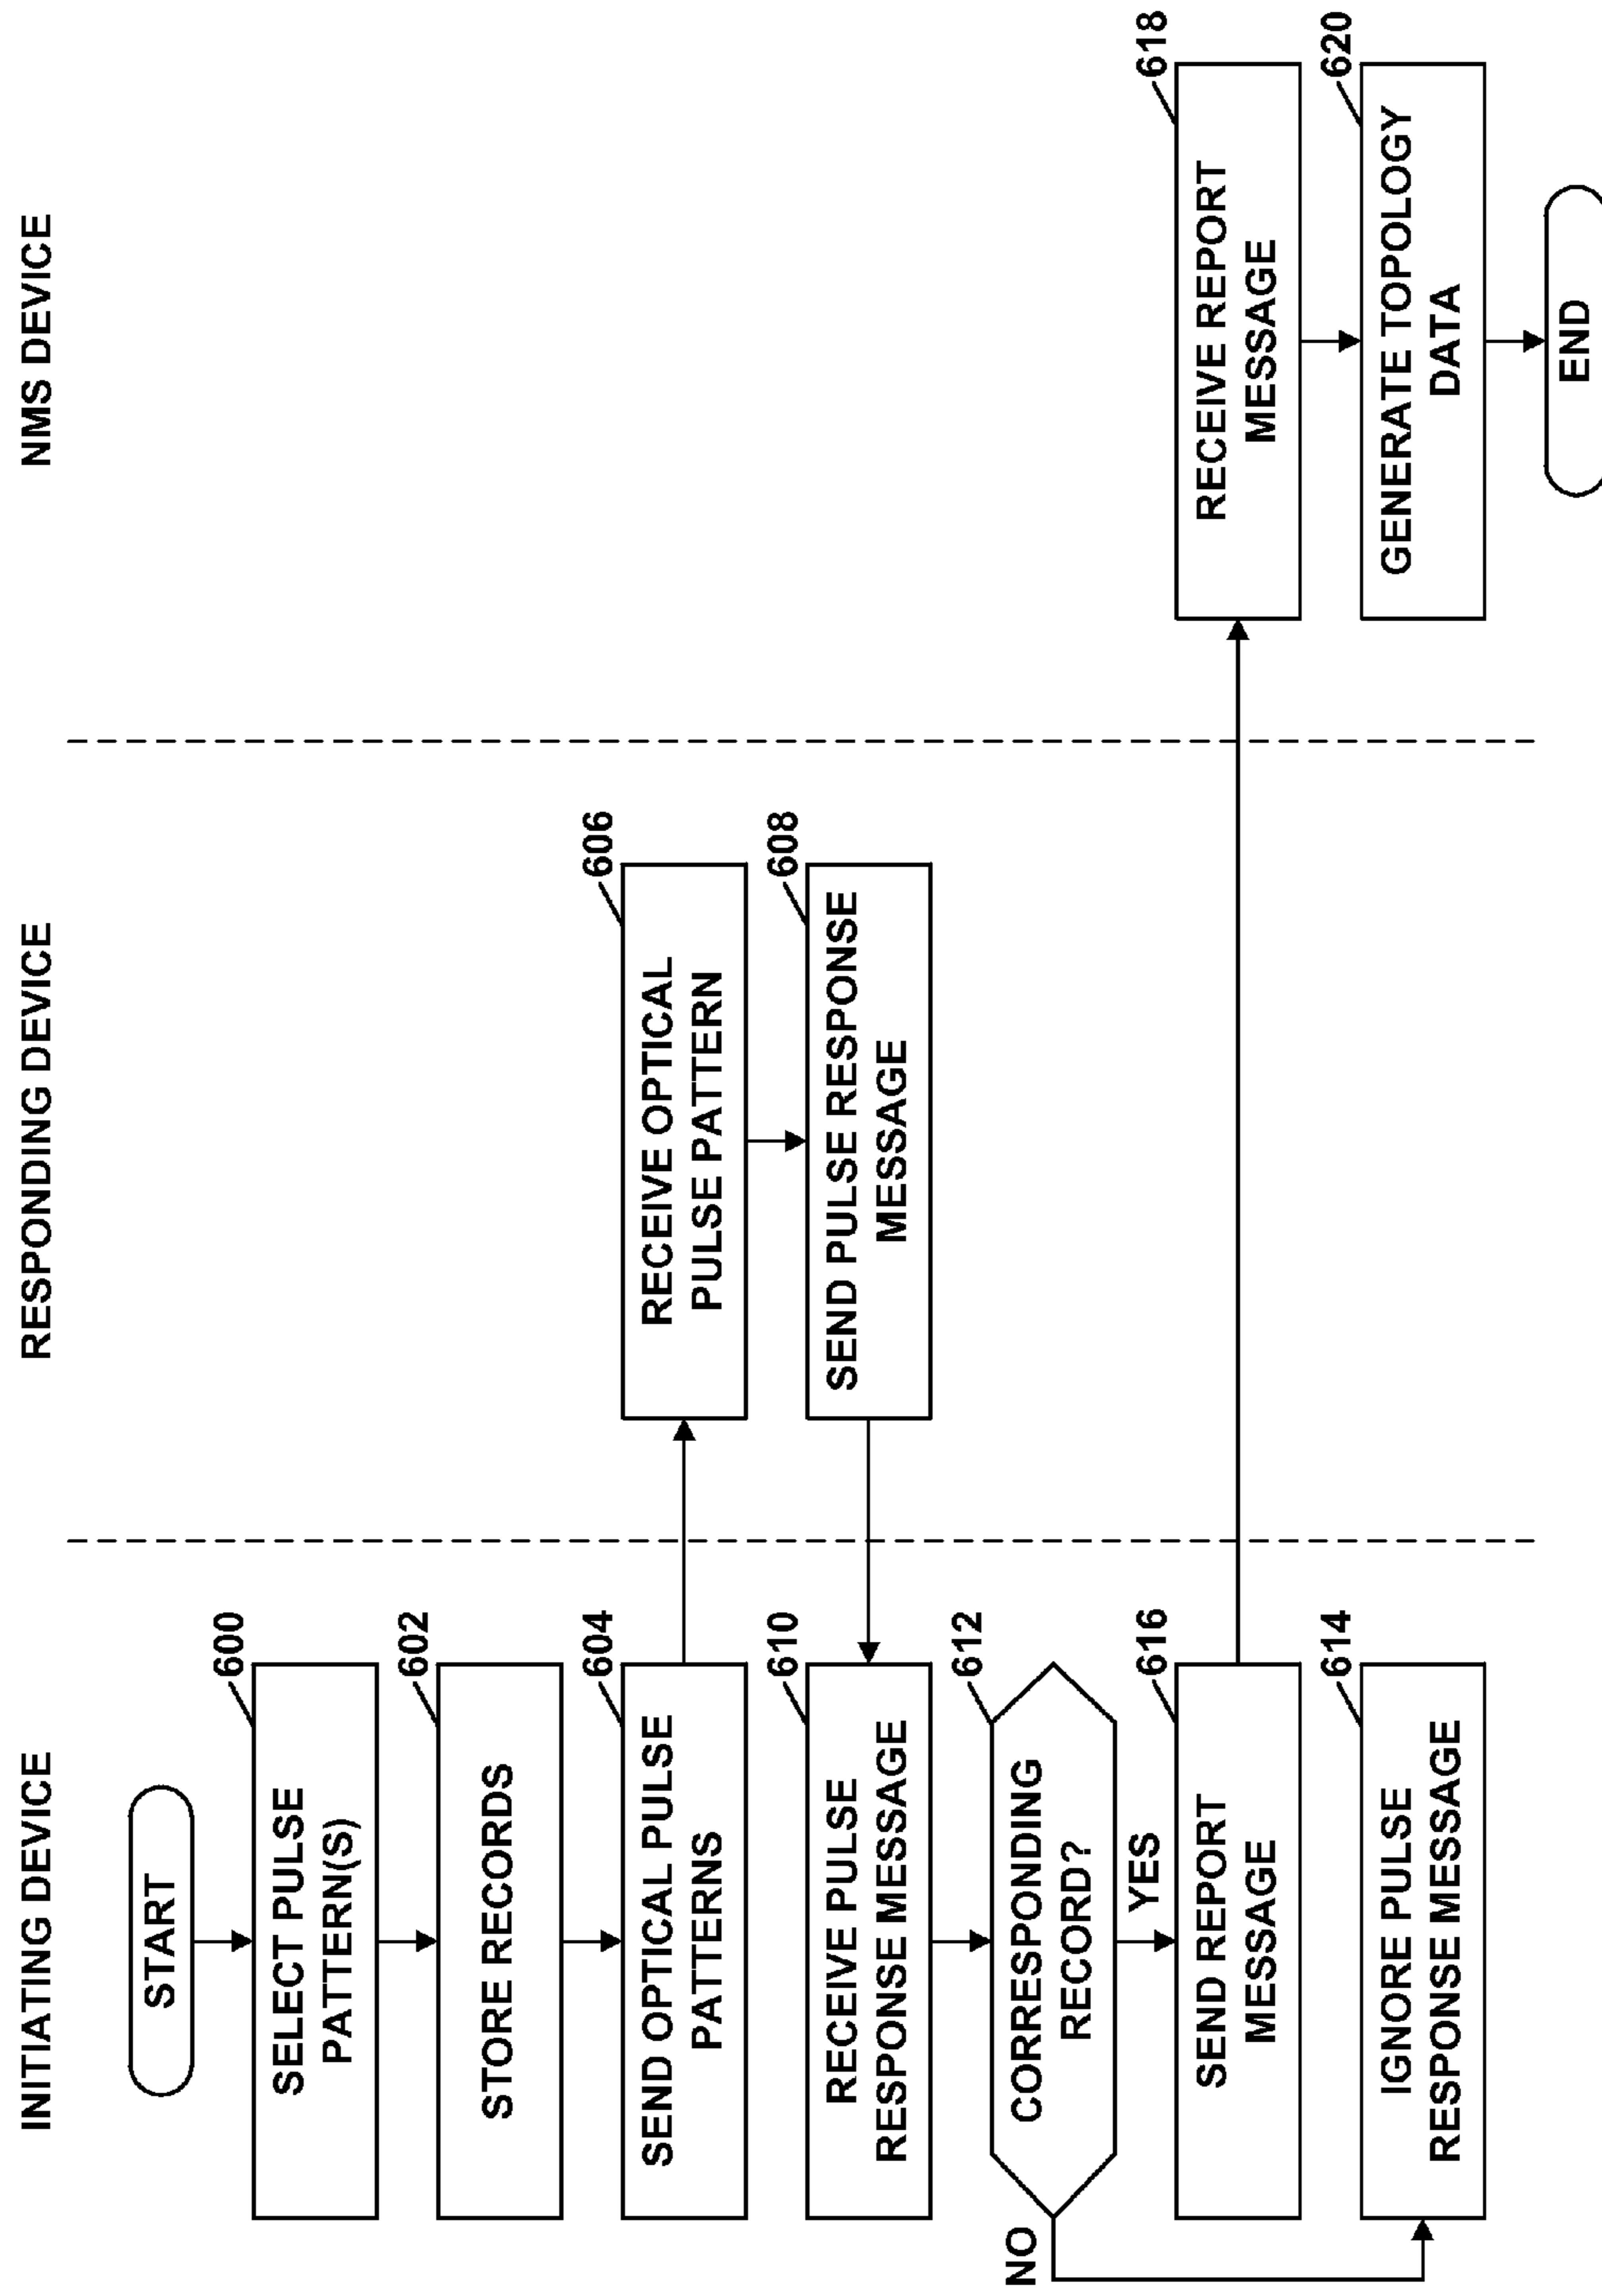 INITIATING DEVICE
RESPONDING DEVICE
NMS DEVICE
START
600
SELECT PULSE
PATTERN(S)
602
STORE RECORDS
604
SEND OPTICAL PULSE
PATTERNS
606
RECEIVE OPTICAL
PULSE PATTERN
608
SEND PULSE RESPONSE
MESSAGE
610
RECEIVE PULSE
RESPONSE MESSAGE
612
CORRESPONDING
RECORD?
NO
YES
616
SEND REPORT
MESSAGE
618
RECEIVE REPORT
MESSAGE
614
IGNORE PULSE
RESPONSE MESSAGE
620
GENERATE TOPOLOGY
DATA
END